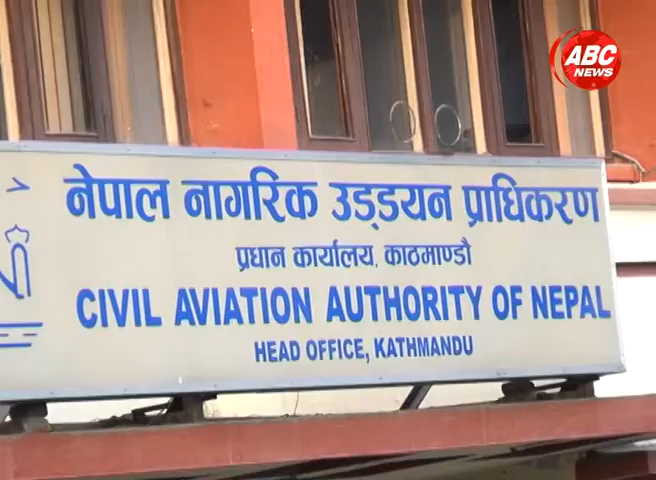 ABC
NEWS
नेपाल नागरिक उड्डयन प्राधिकरण
प्रधान कार्यालय, काठमाण्डौ
CIVIL AVIATION AUTHORITY OF NEPAL
HEAD OFFICE, KATHMANDU